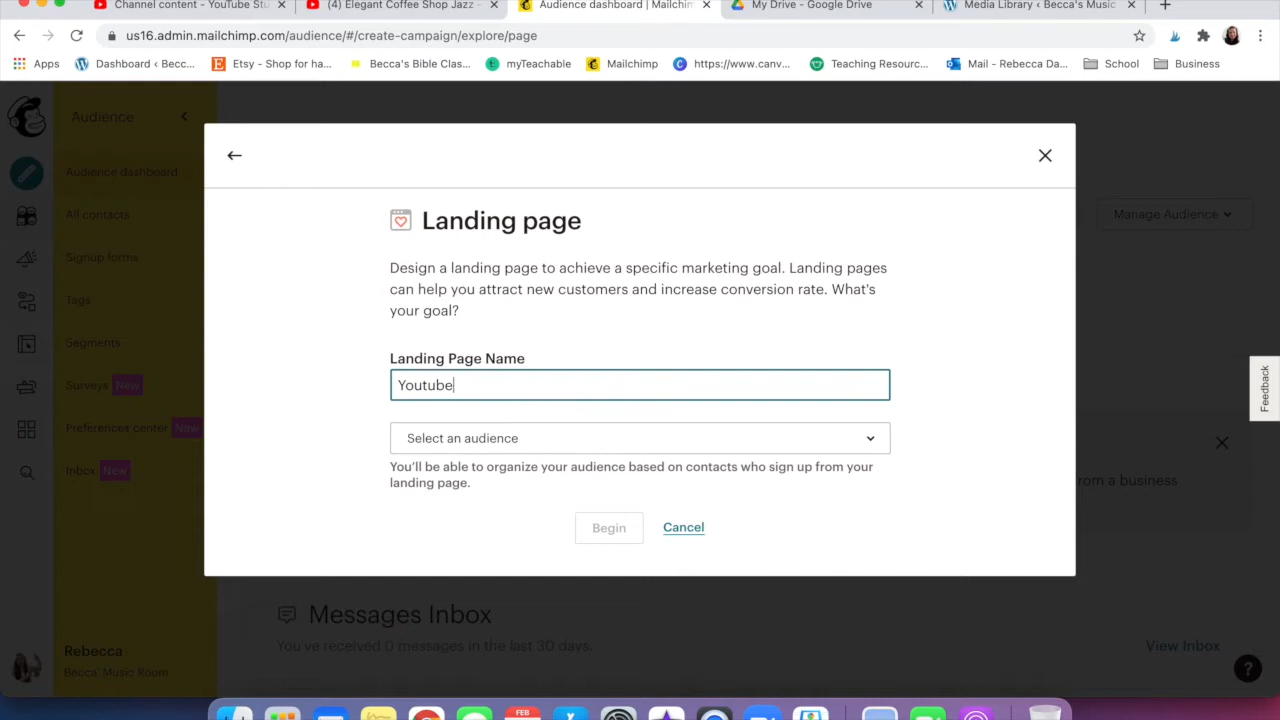 Channel content - YouTube Stu
(4) Elegant Coffee Shop Jazz -
Audience dashboard | Mailchimp
My Drive - Google Drive
Media Library ‹ Becca's Music
us16.admin.mailchimp.com/audience/#/create-campaign/explore/page
Apps
Dashboard ‹ Becc...
Etsy - Shop for ha...
Becca's Bible Clas...
myTeachable
Mailchimp
https://www.canv...
Teaching Resourc...
Mail - Rebecca Da...
School
Business
Audience
Audience dashboard
All contacts
Signup forms
Tags
Segments
Surveys New
Preferences center New
Inbox New
Rebecca
Becca' Music Room
Manage Audience
Landing page
Design a landing page to achieve a specific marketing goal. Landing pages
can help you attract new customers and increase conversion rate. What's
your goal?
Landing Page Name
Youtube
Select an audience
You'll be able to organize your audience based on contacts who sign up from your
landing page.
Begin
Cancel
Feedback
rom a business
Messages Inbox
You've received 0 messages in the last 30 days.
View Inbox
?
FEB